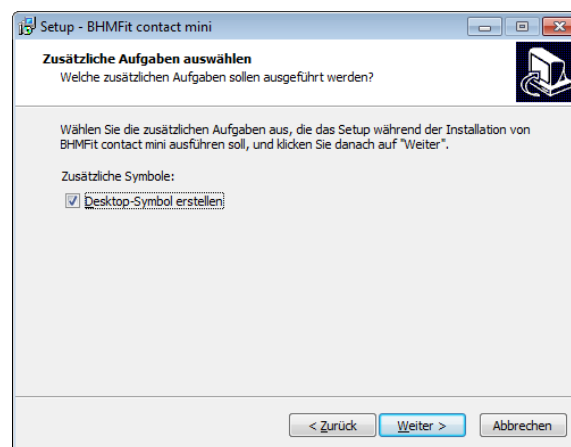 Setup - BHMFit contact mini
Zusätzliche Aufgaben auswählen
Welche zusätzlichen Aufgaben sollen ausgeführt werden?
Wählen Sie die zusätzlichen Aufgaben aus, die das Setup während der Installation von
BHMFit contact mini ausführen soll, und klicken Sie danach auf "Weiter".
Zusätzliche Symbole:
Desktop-Symbol erstellen
< Zurück Weiter > Abbrechen